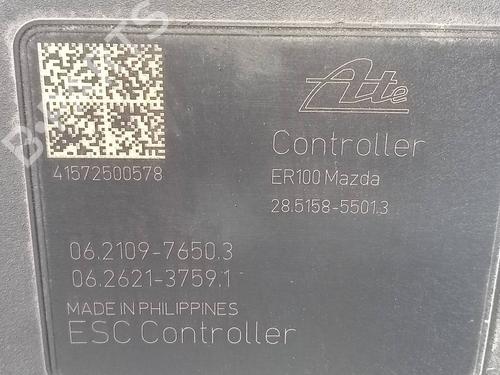 Ate
41572500578
Controller
ER100 Mazda
28.5158-5501.3
06.2109-7650.3
06.2621-3759.1
MADE IN PHILIPPINES
ESC Controller